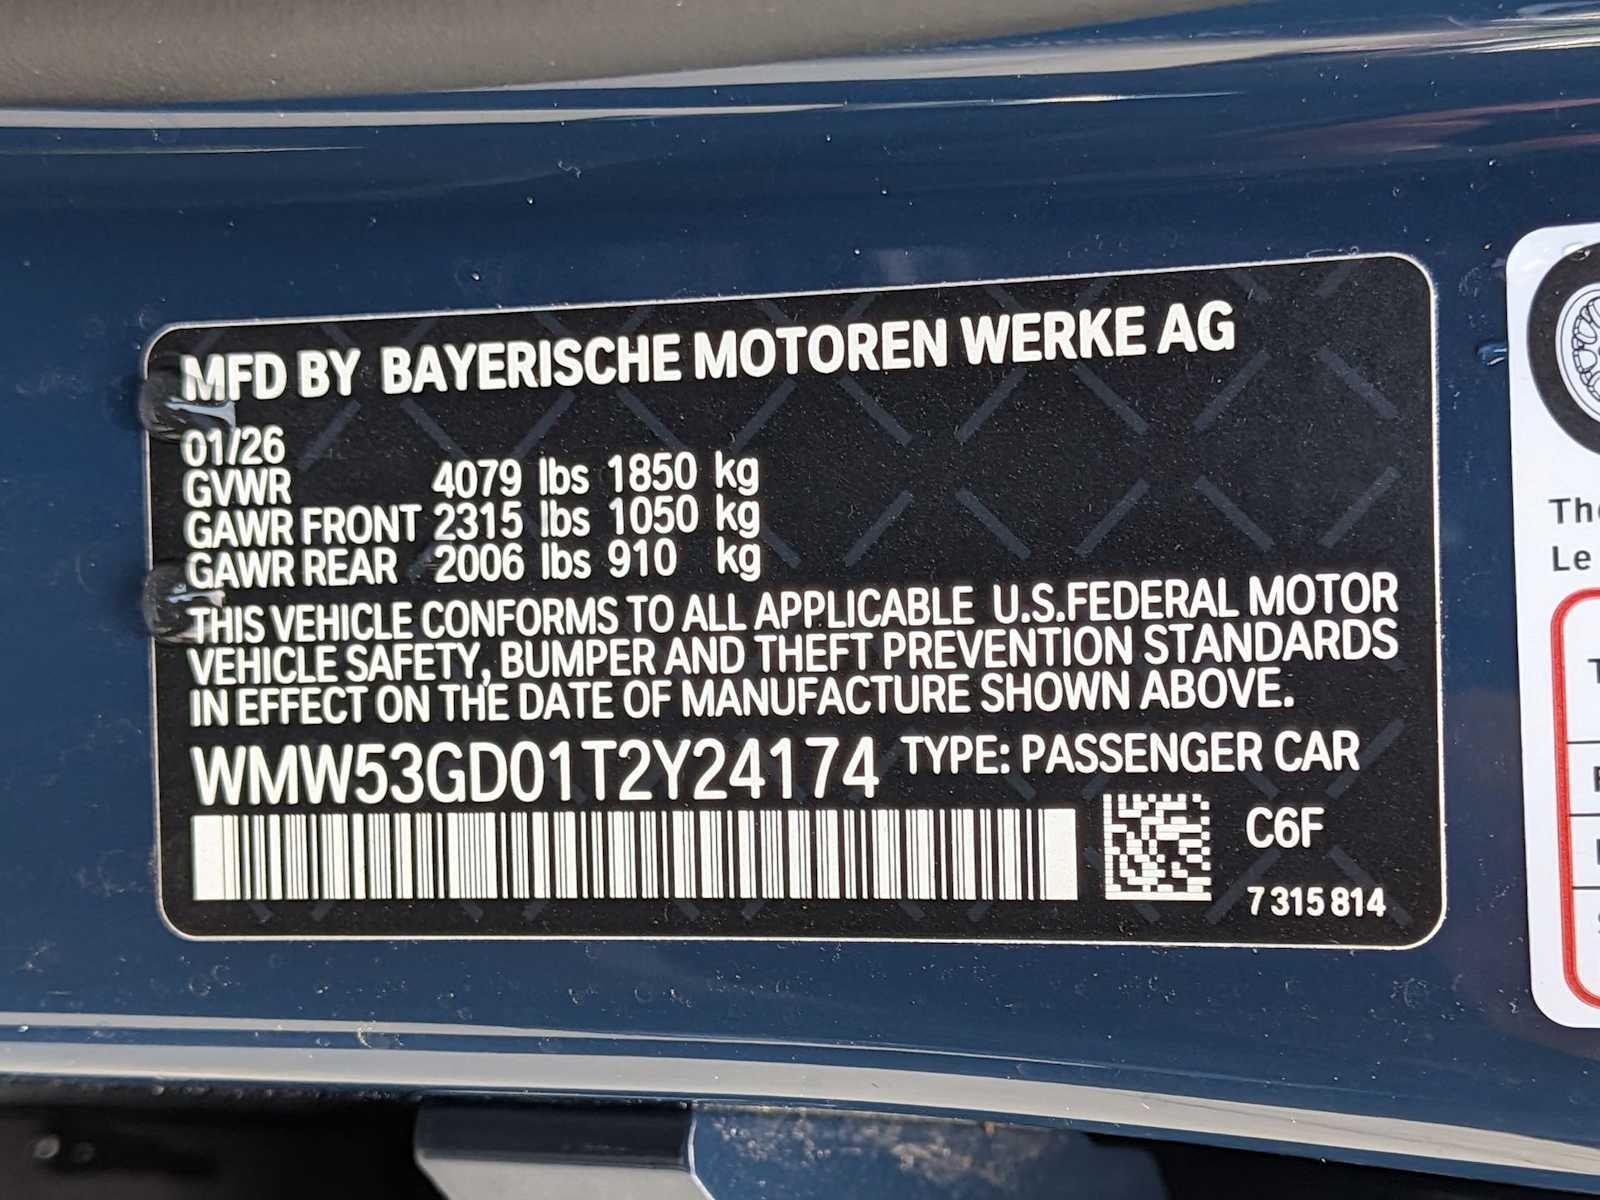 MFD BY BAYERISCHE MOTOREN WERKE AG
01/26
GVWR 4079 lbs 1850 kg
GAWR FRONT 2315 lbs 1050 kg
GAWR REAR 2006 lbs 910 kg
THIS VEHICLE CONFORMS TO ALL APPLICABLE U.S.FEDERAL MOTOR
VEHICLE SAFETY, BUMPER AND THEFT PREVENTION STANDARDS
IN EFFECT ON THE DATE OF MANUFACTURE SHOWN ABOVE.
WMW53GD01T2Y24174 TYPE: PASSENGER CAR
C6F
7 315 814
Le